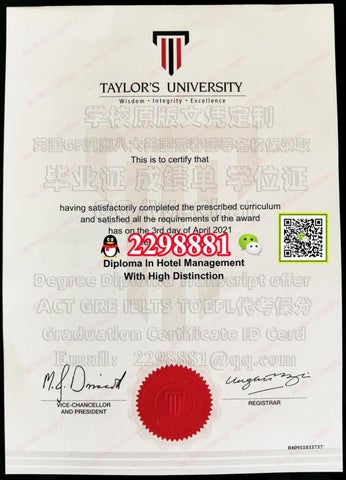 TAYLOR'S UNIVERSITY
Wisdom • Integrity • Excellence
学校原版文凭定制
英国G5澳洲八大美国常春藤等名校保录取
This is to certify that
毕业证 成绩单 学位证
having satisfactorily completed the prescribed curriculum
and satisfied all the requirements of the award
has on the 3rd day of April 2021
2298881
Diploma In Hotel Management
With High Distinction
Degree Diploma Transcript offer
ACT GRE IELTS TOEFL代考保分
Graduation Certificate ID Cerd
Email: 2298881@qq.com
VICE-CHANCELLOR
AND PRESIDENT
REGISTRAR
B40951033737